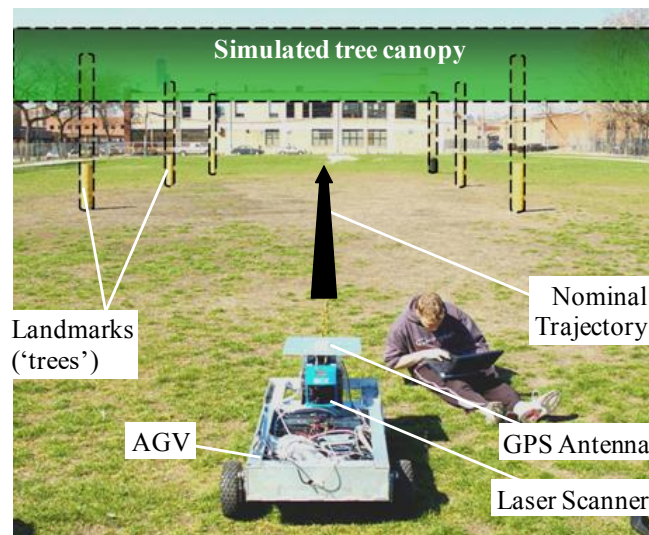 Simulated tree canopy
Nominal
Trajectory
Landmarks
(‘trees’)
AGV
GPS Antenna
Laser Scanner